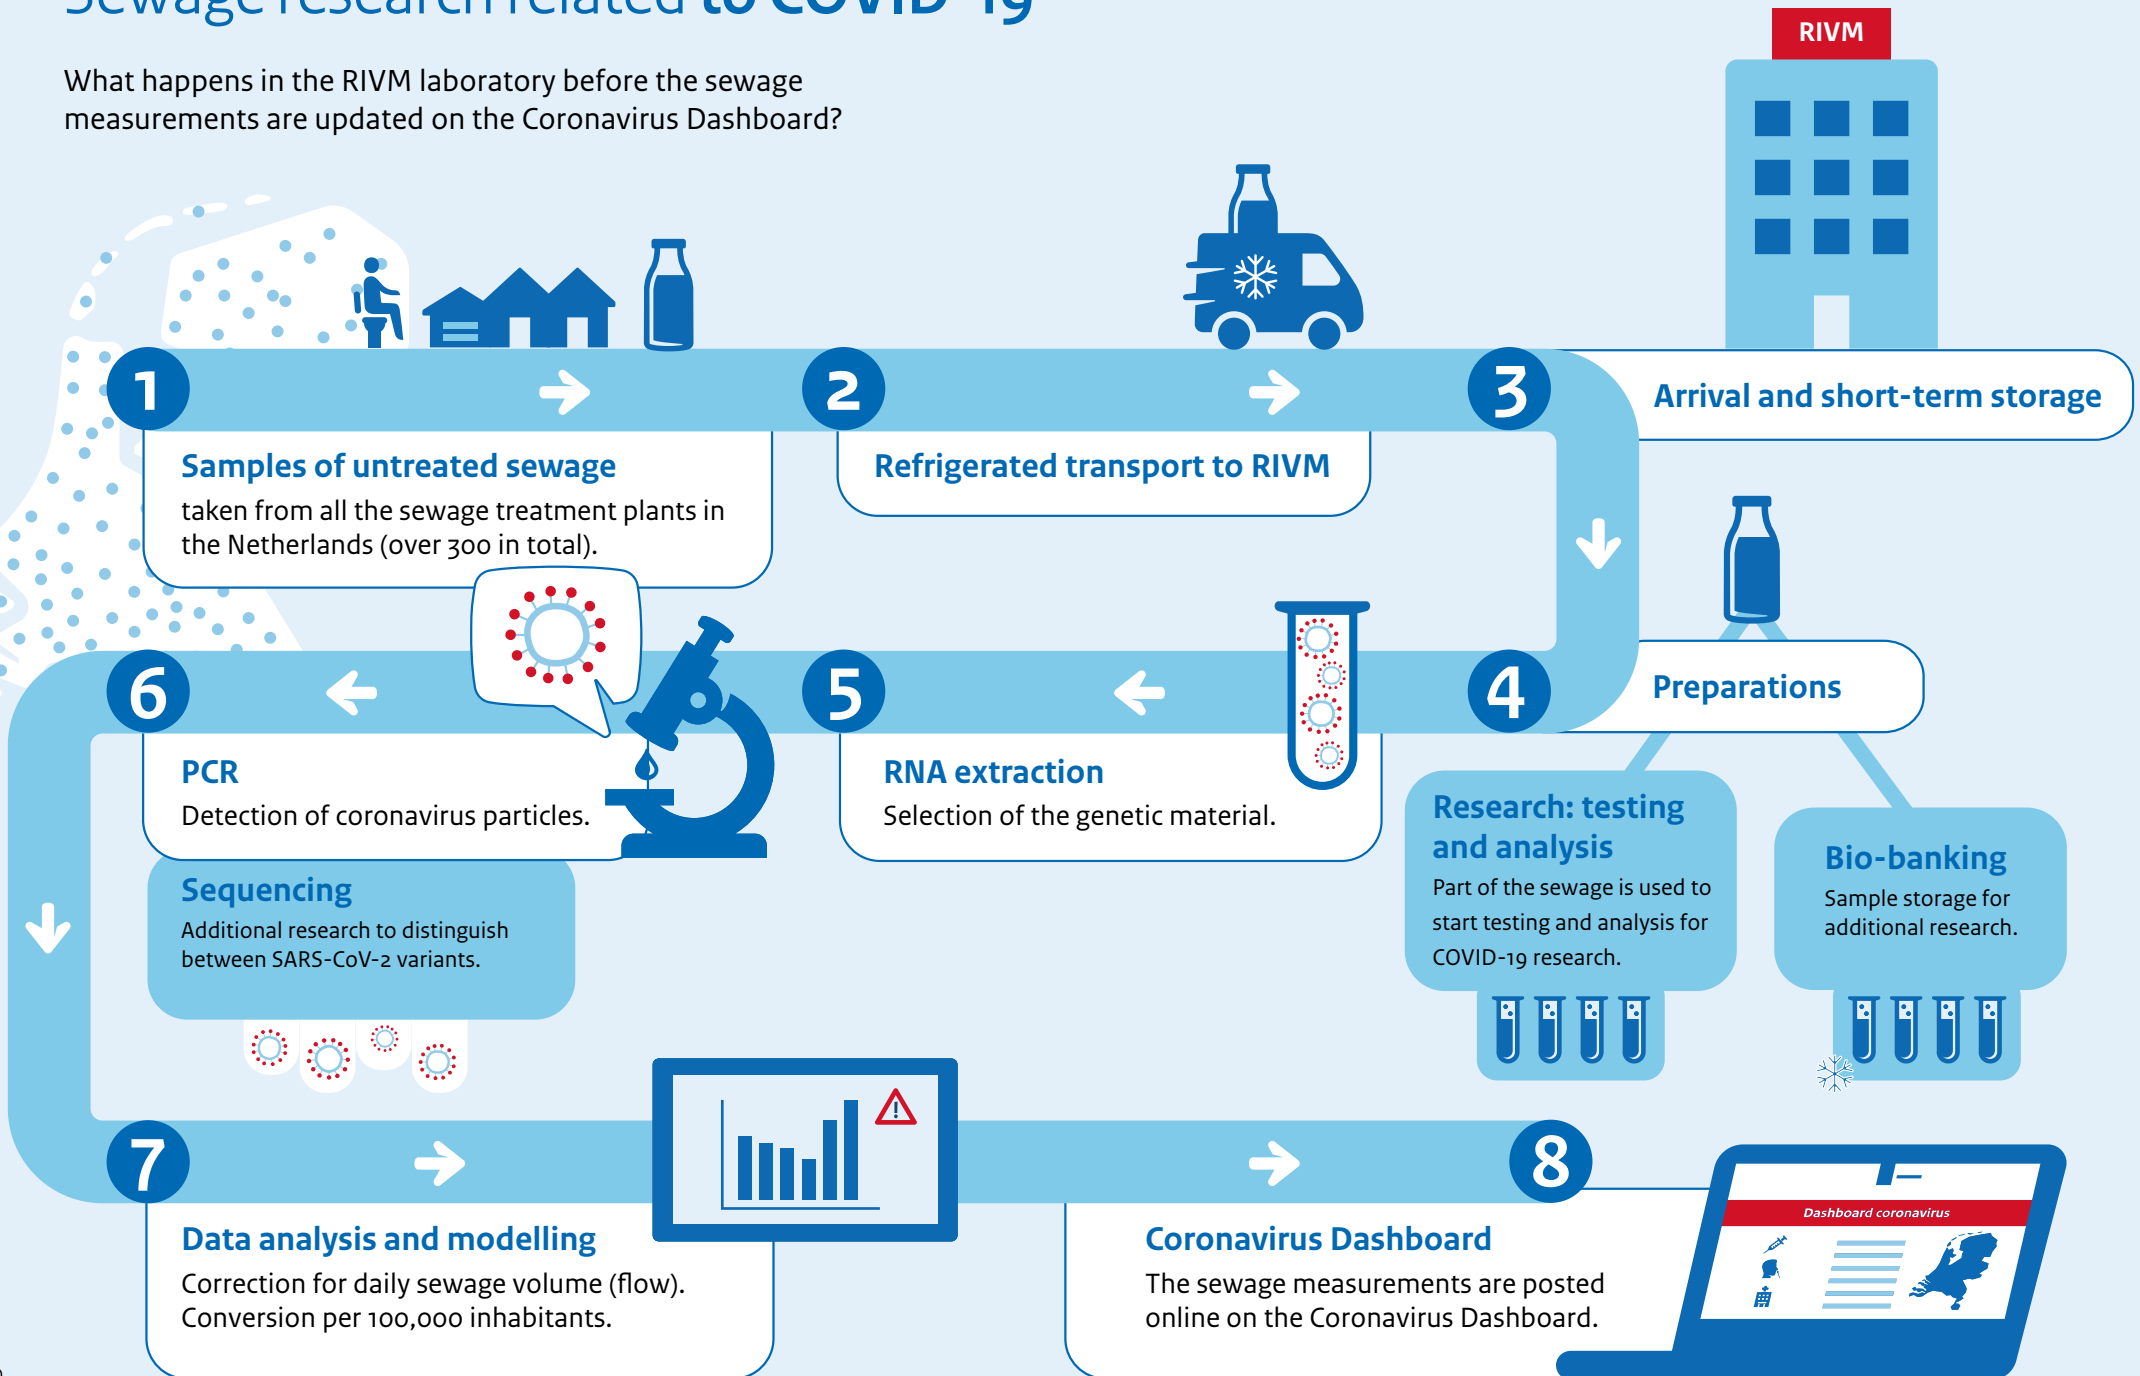 Sewage research related to COVID-19
What happens in the RIVM laboratory before the sewage
measurements are updated on the Coronavirus Dashboard?
RIVM
1
2
3
Arrival and short-term storage
Samples of untreated sewage
taken from all the sewage treatment plants in
the Netherlands (over 300 in total).
Refrigerated transport to RIVM
6
5
4
Preparations
PCR
Detection of coronavirus particles.
RNA extraction
Selection of the genetic material.
Research: testing
and analysis
Part of the sewage is used to
start testing and analysis for
COVID-19 research.
Bio-banking
Sample storage for
additional research.
Sequencing
Additional research to distinguish
between SARS-CoV-2 variants.
7
8
Data analysis and modelling
Correction for daily sewage volume (flow).
Conversion per 100,000 inhabitants.
Coronavirus Dashboard
The sewage measurements are posted
online on the Coronavirus Dashboard.
Dashboard coronavirus